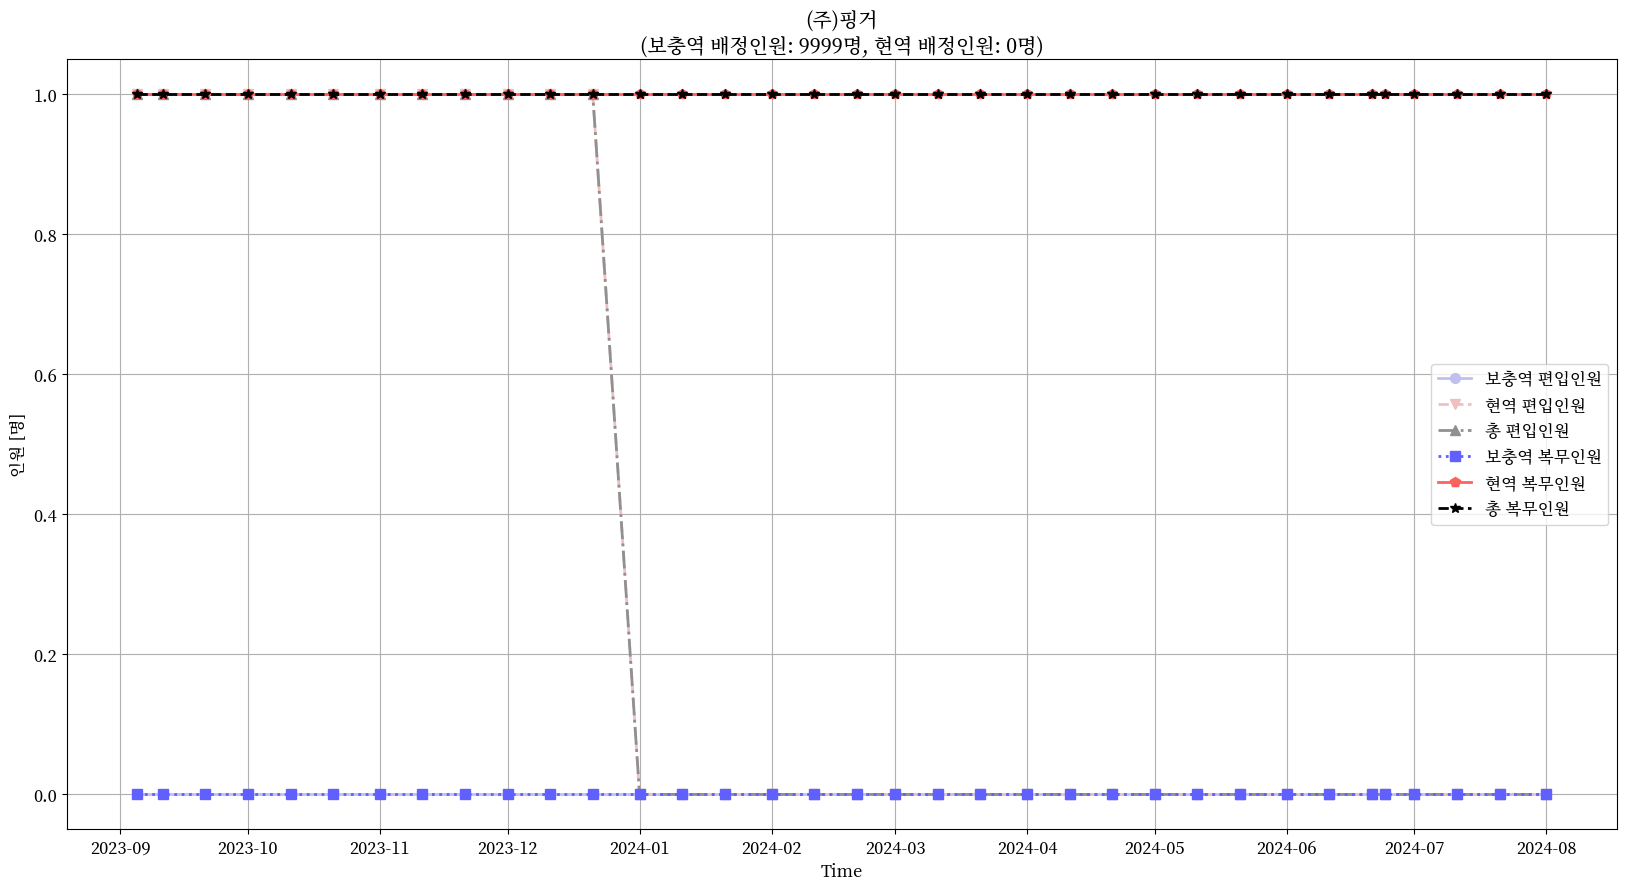 (주)핑거
(보충역 배정인원: 9999명, 현역 배정인원: 0명)
인원 [명]
1.0
0.8
0.6
0.4
0.2
0.0
보충역 편입인원
현역 편입인원
총 편입인원
보충역 복무인원
현역 복무인원
총 복무인원
2023-09 2023-10 2023-11 2023-12 2024-01 2024-02 2024-03 2024-04 2024-05 2024-06 2024-07 2024-08
Time